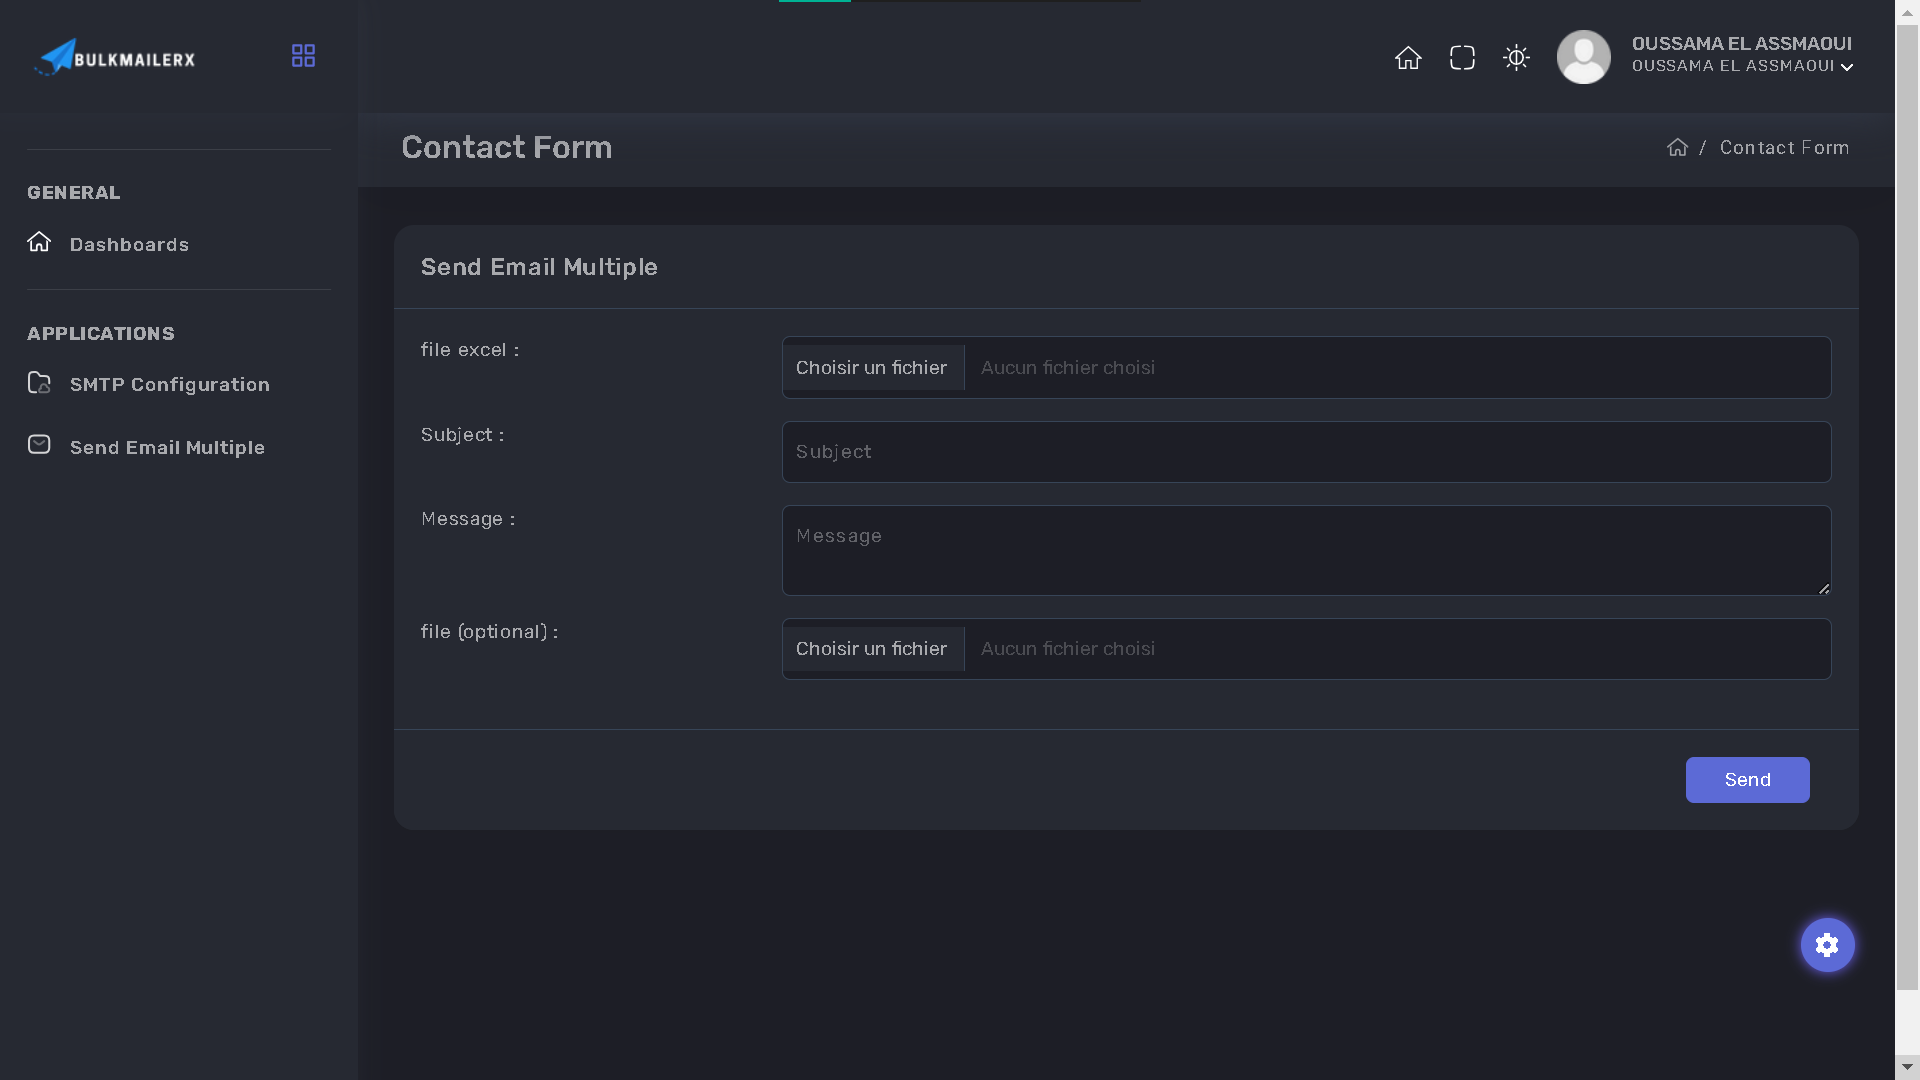 BULKMAILERX
OUSSAMA EL ASSMAOUI
OUSSAMA EL ASSMAOUI
Contact Form
/ Contact Form
GENERAL
Dashboards
APPLICATIONS
SMTP Configuration
Send Email Multiple
Send Email Multiple
file excel :
Choisir un fichier Aucun fichier choisi
Subject :
Subject
Message :
Message
file (optional) :
Choisir un fichier Aucun fichier choisi
Send